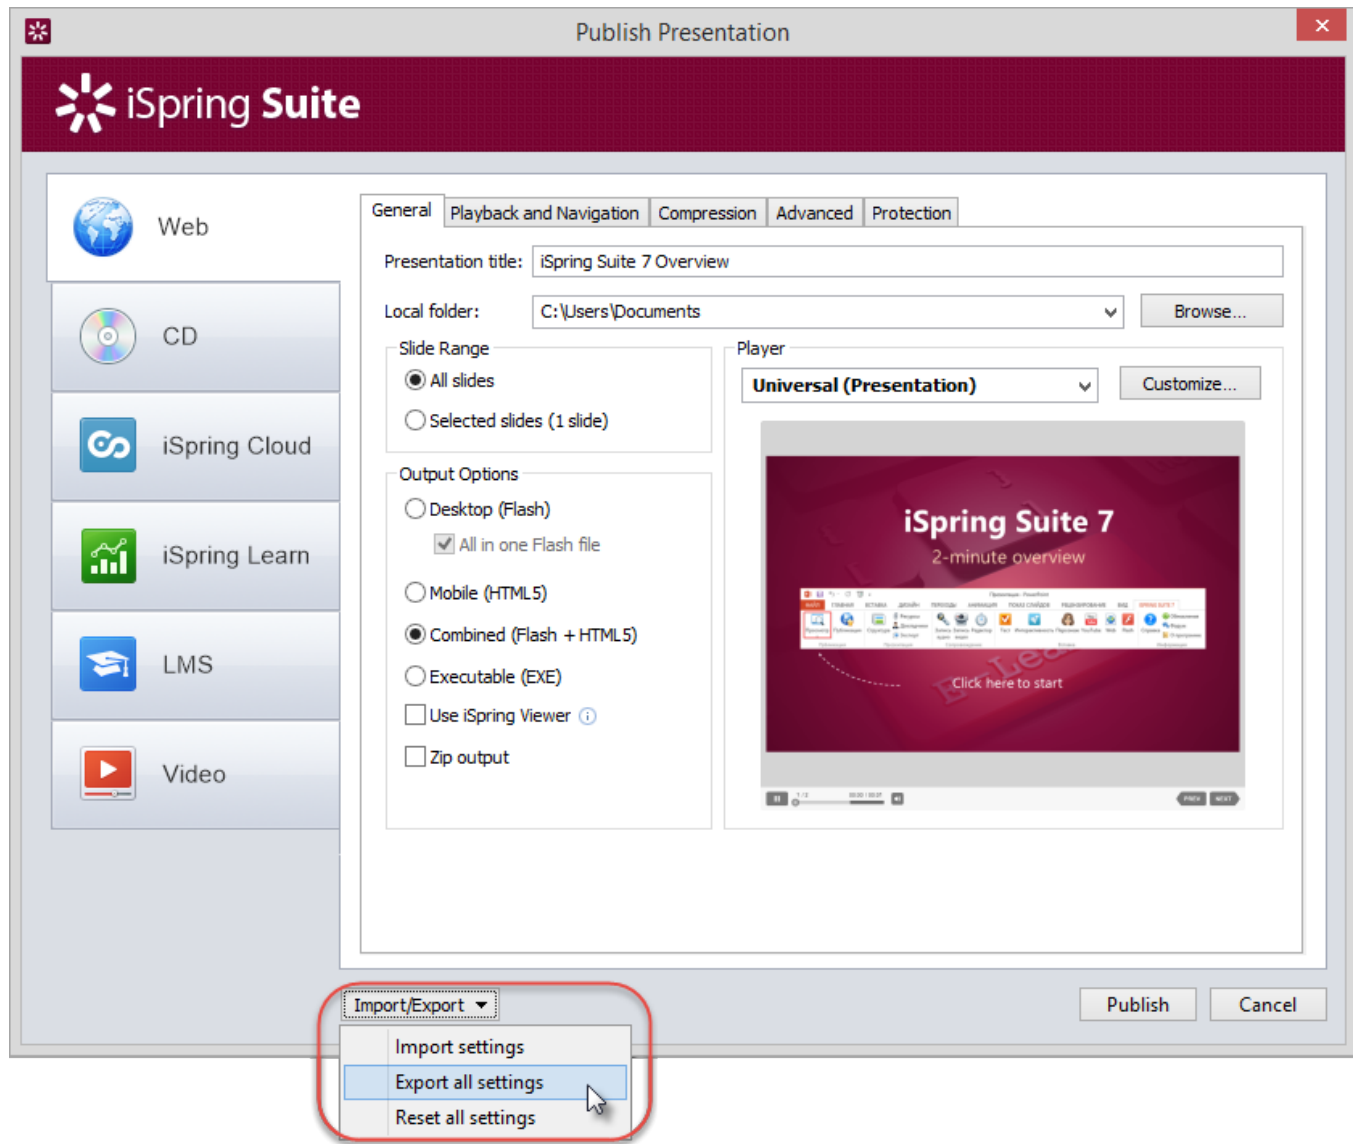 Publish Presentation
iSpring Suite
Web
CD
iSpring Cloud
iSpring Learn
LMS
Video
General Playback and Navigation Compression Advanced Protection
Presentation title: iSpring Suite 7 Overview
Local folder: C:\Users\Documents Browse...
Slide Range
All slides
Selected slides (1 slide)
Output Options
Desktop (Flash)
All in one Flash file
Mobile (HTML5)
Combined (Flash + HTML5)
Executable (EXE)
Use iSpring Viewer
Zip output
Player
Universal (Presentation) Customize...
iSpring Suite 7
2-minute overview
Click here to start
PREV NEXT
Import/Export
Import settings
Export all settings
Reset all settings
Publish Cancel